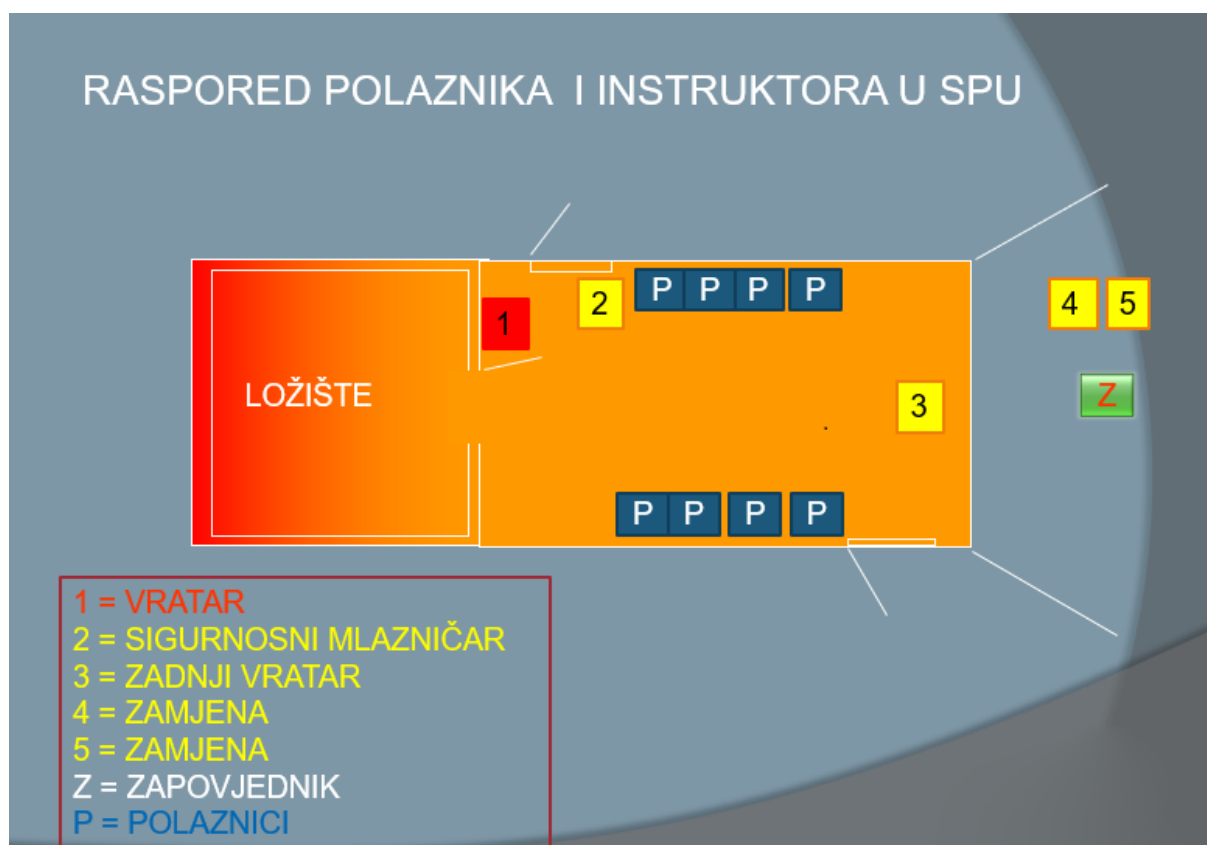 RASPORED POLAZNIKA I INSTRUKTORA U SPU
2 P P P P 4 5
1
LOŽIŠTE 3 Z
P P P P
1 = VRATAR
2 = SIGURNOSNI MLAZNIČAR
3 = ZADNJI VRATAR
4 = ZAMJENA
5 = ZAMJENA
Z = ZAPOVJEDNIK
P = POLAZNICI